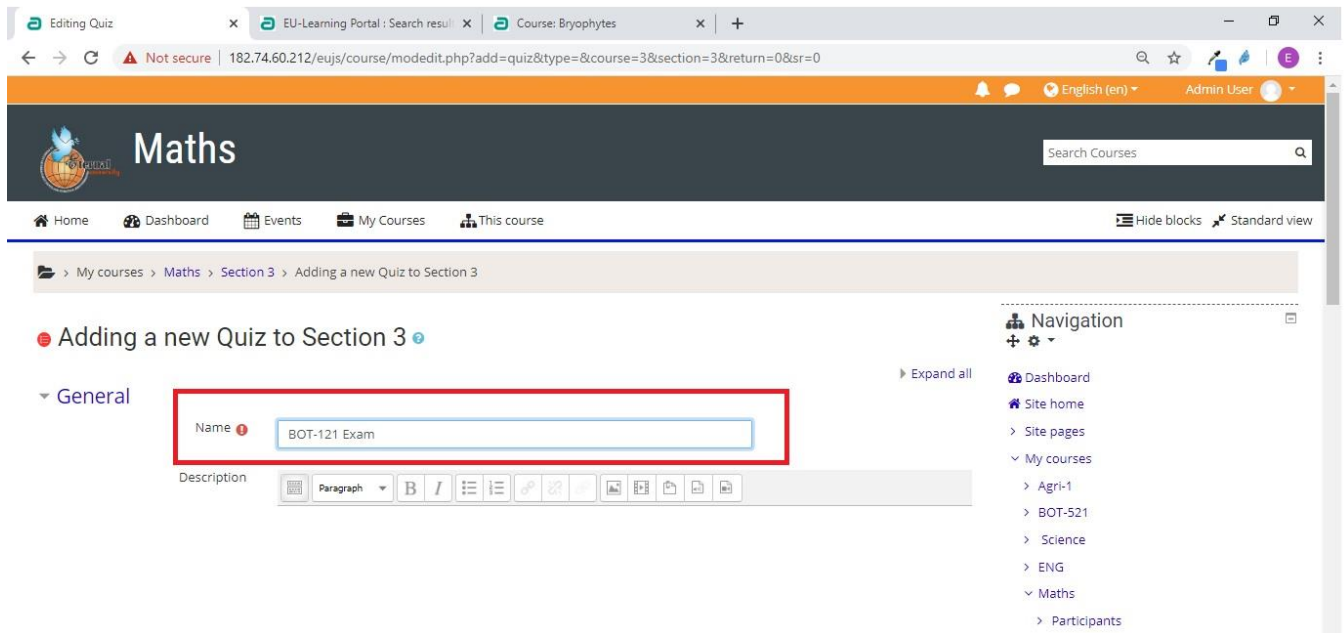 Editing Quiz
EU-Learning Portal : Search resul
Course: Bryophytes
Not secure
182.74.60.212/eujs/course/modedit.php?add=quiz&type=&course=3&section=3&return=0&sr=0
E
English (en)
Admin User
Eternal
university
Maths
Search Courses
Home
Dashboard
Events
My Courses
This course
Hide blocks
Standard view
> My courses > Maths > Section 3 > Adding a new Quiz to Section 3
Adding a new Quiz to Section 3
Navigation
Expand all
General
Name
BOT-121 Exam
Description
Paragraph
B
I
Dashboard
Site home
Site pages
My courses
Agri-1
BOT-521
Science
ENG
Maths
Participants